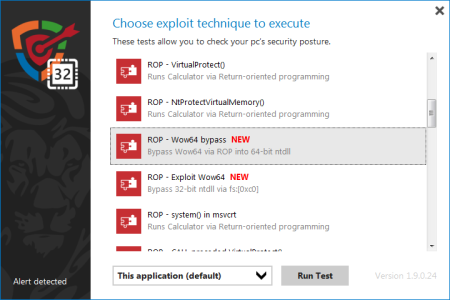 Choose exploit technique to execute
These tests allow you to check your pc's security posture.
32
ROP - VirtualProtect()
Runs Calculator via Return-oriented programming
ROP - NtProtectVirtualMemory()
Runs Calculator via Return-oriented programming
ROP - Wow64 bypass NEW
Bypass Wow64 via ROP into 64-bit ntdll
ROP - Exploit Wow64 NEW
Bypass 32-bit ntdll via fs:[0xc0]
ROP - system() in msvcrt
Runs Calculator via Return-oriented programming
ROP - CALL preceded VirtualProtect()
Alert detected
This application (default)
Run Test
Version 1.9.0.24